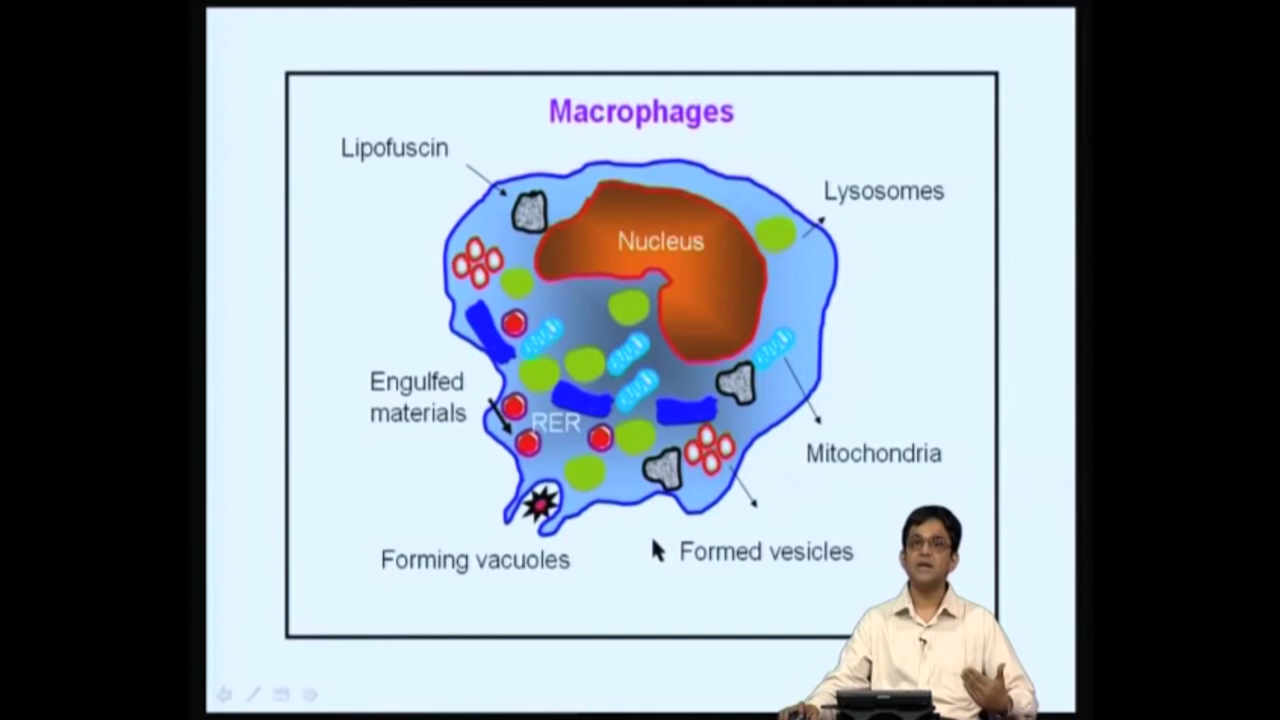 Macrophages
Lipofuscin
Lysosomes
Nucleus
Engulfed
materials
RER
Mitochondria
Forming vacuoles
Formed vesicles